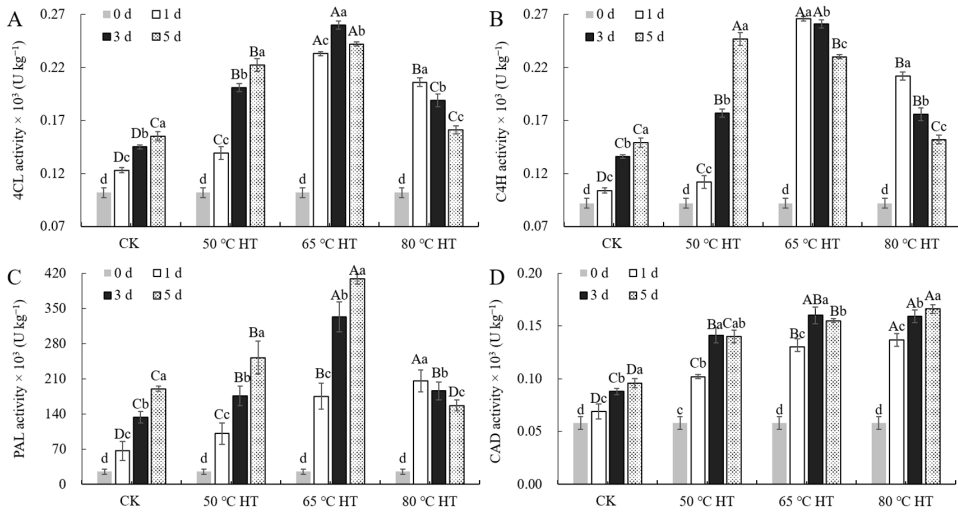 A
0 d 1 d
3 d 5 d
4CL activity × 10³ (U kg⁻¹)
0.27
0.22
0.17
0.12
0.07
d Dc Db Ca
d Cc Bb Ba
d Ac Aa Ab
d Ba Cb Cc
CK 50 °C HT 65 °C HT 80 °C HT
B
0 d 1 d
3 d 5 d
C4H activity × 10³ (U kg⁻¹)
0.27
0.22
0.17
0.12
0.07
d Dc Cb Ca
d Cc Bb Ba
d Aa Ab Bc
d Ba Bb Cc
CK 50 °C HT 65 °C HT 80 °C HT
C
0 d 1 d
3 d 5 d
PAL activity × 10³ (U kg⁻¹)
420
350
280
210
140
70
0
d Dc Cb Ca
d Cc Bb Ba
d Bc Ab Aa
d Aa Bb Dc
CK 50 °C HT 65 °C HT 80 °C HT
D
0 d 1 d
3 d 5 d
CAD activity × 10³ (U kg⁻¹)
0.20
0.15
0.10
0.05
0.00
d Dc Cb Da
c Cb Ba Cab
d Bc ABa Bb
d Ac Ab Aa
CK 50 °C HT 65 °C HT 80 °C HT